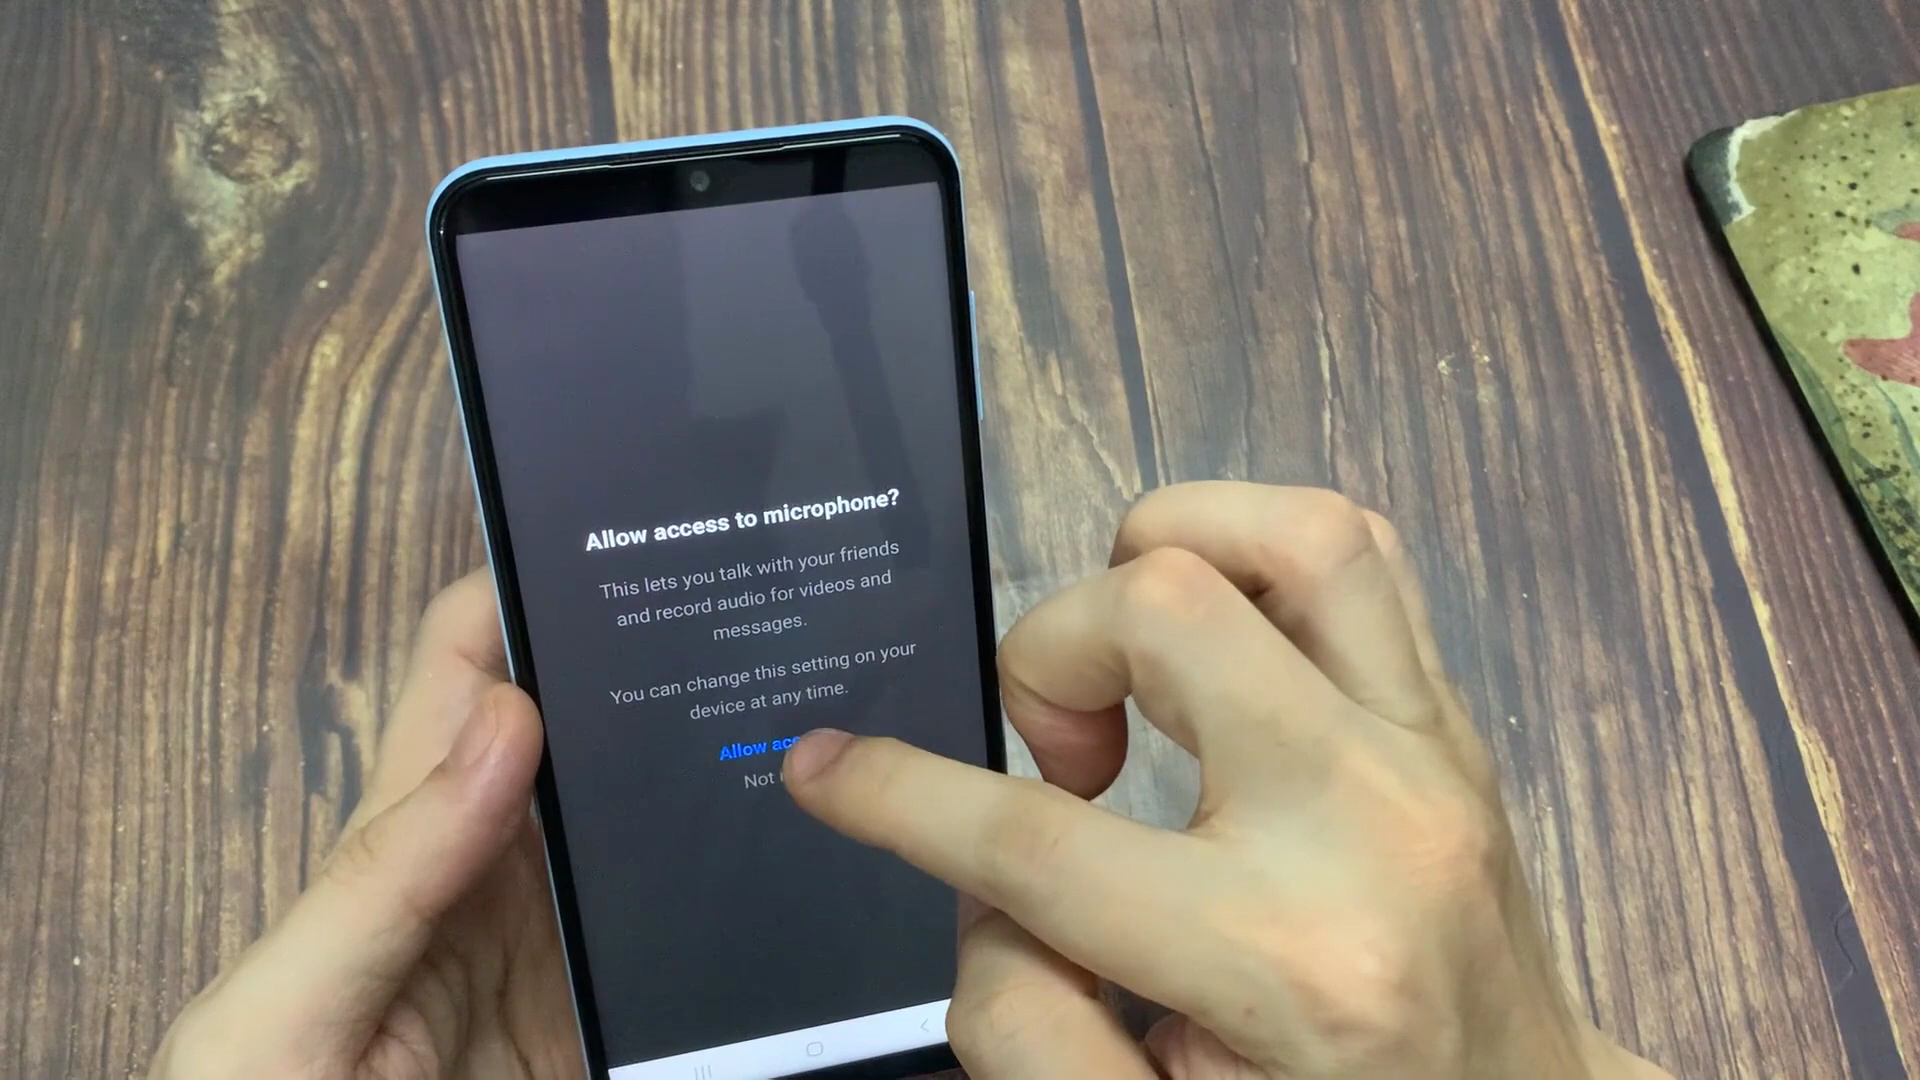 Allow access to microphone?
This lets you talk with your friends
and record audio for videos and
messages.
You can change this setting on your
device at any time.
Allow
Not